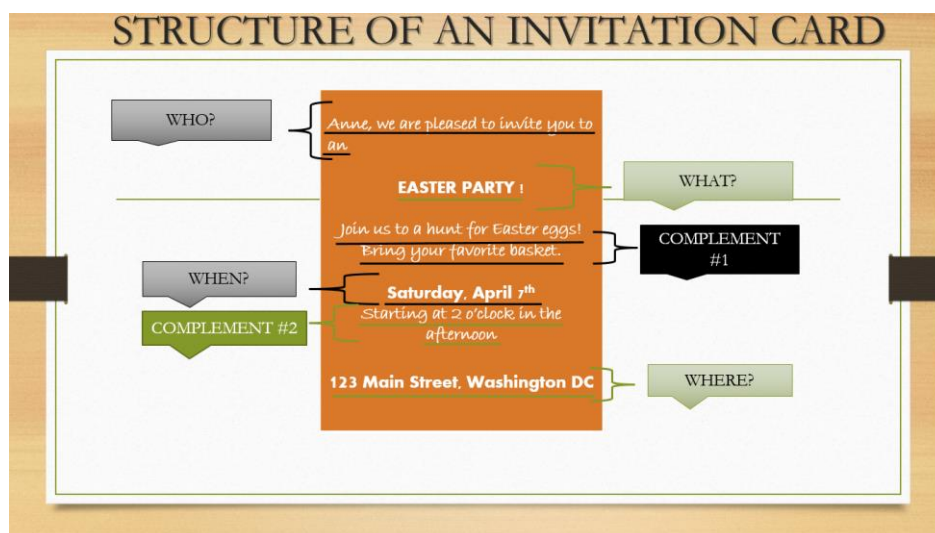 STRUCTURE OF AN INVITATION CARD
WHO?
Anne, we are pleased to invite you to
an
EASTER PARTY !
WHAT?
Join us to a hunt for Easter eggs!
Bring your favorite basket.
COMPLEMENT
#1
WHEN?
Saturday, April 7th
COMPLEMENT #2
Starting at 2 o'clock in the
afternoon
123 Main Street, Washington DC
WHERE?